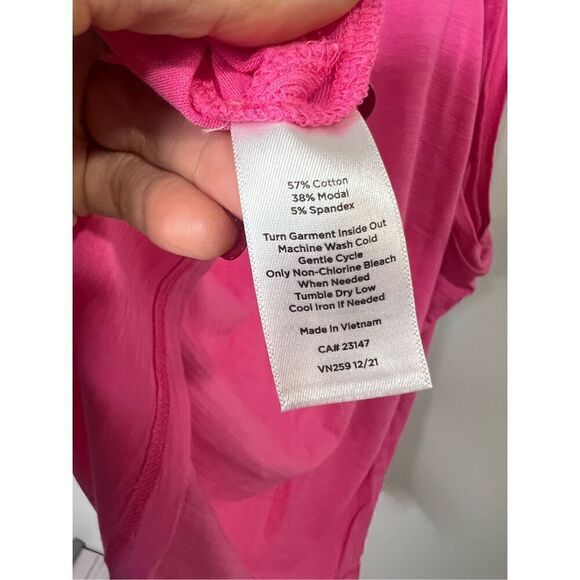 57% Cotton
38% Modal
5% Spandex
Turn Garment Inside Out
Machine Wash Cold
Gentle Cycle
Only Non-Chlorine Bleach
When Needed
Tumble Dry Low
Cool Iron If Needed
Made in Vietnam
CA# 23147
VN259 12/21